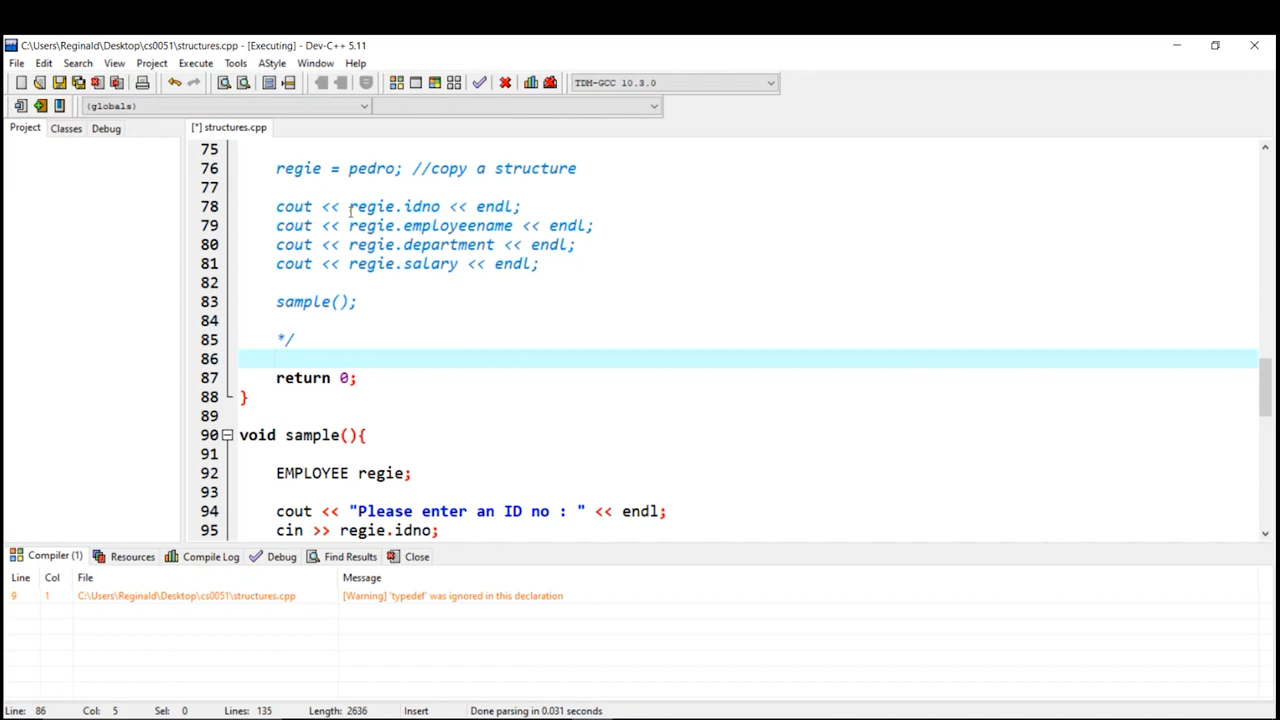 C:\Users\Reginald\Desktop\cs0051\structures.cpp - [Executing] - Dev-C++ 5.11
File Edit Search View Project Execute Tools AStyle Window Help
TDM-GCC 10.3.0
(globals)
Project Classes Debug [*] structures.cpp
75
76 regie = pedro; //copy a structure
77
78 cout << regie.idno << endl;
79 cout << regie.employeename << endl;
80 cout << regie.department << endl;
81 cout << regie.salary << endl;
82
83 sample();
84
85 */
86
87 return 0;
88 }
89
90 void sample(){
91
92 EMPLOYEE regie;
93
94 cout << "Please enter an ID no : " << endl;
95 cin >> regie.idno;
Compiler (1) Resources Compile Log Debug Find Results Close
Line Col File Message
9 1 C:\Users\Reginald\Desktop\cs0051\structures.cpp [Warning] 'typedef' was ignored in this declaration
Line: 86 Col: 5 Sel: 0 Lines: 135 Length: 2636 Insert Done parsing in 0.031 seconds